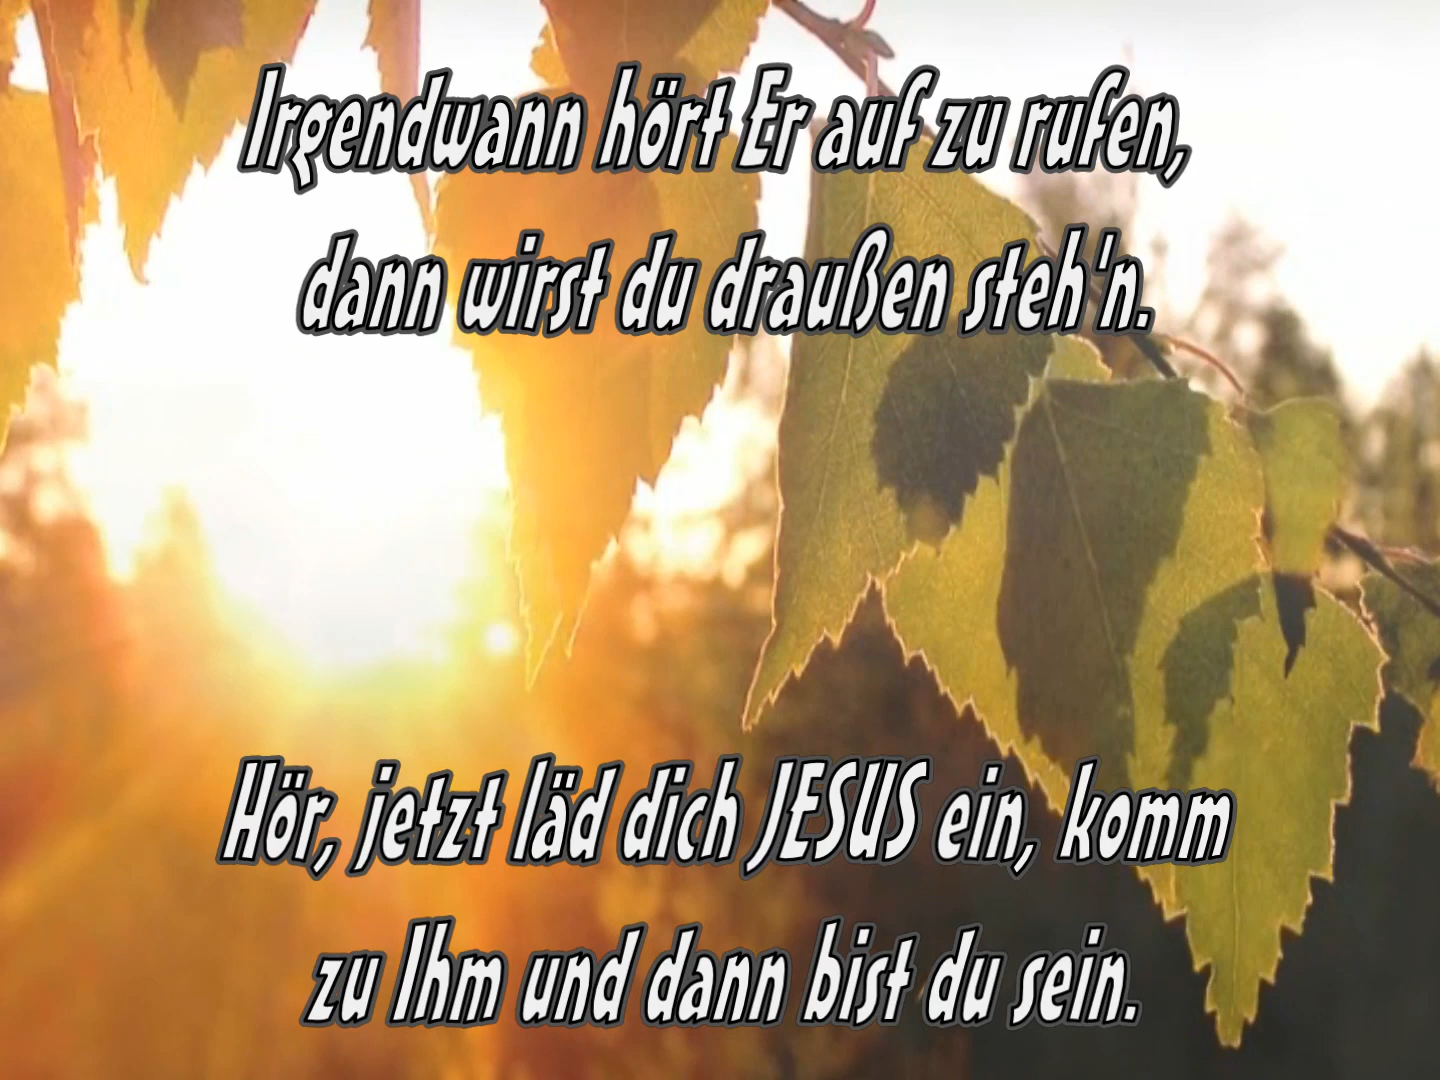 Irgendwann hört Er auf zu rufen,
dann wirst du draußen steh'n.
Hör, jetzt läd dich JESUS ein, komm
zu Ihm und dann bist du sein.